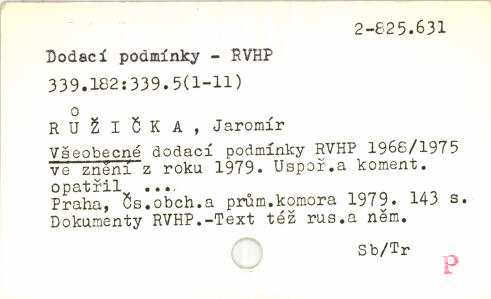 2-825.631
Dodací podmínky - RVHP
339.182:339.5(1-11)
R Ů Ž I Č K A , Jaromír
Všeobecné dodací podmínky RVHP 1968/1975
ve znění z roku 1979. Uspoř.a koment.
opatřil ...
Praha, Čs.obch.a prům.komora 1979. 143 s.
Dokumenty RVHP.-Text též rus.a něm.
Sb/Tr
P